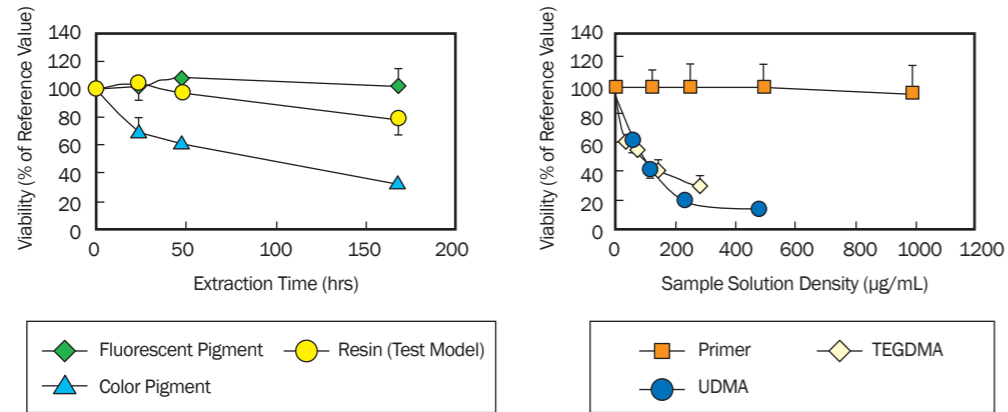 Viability (% of Reference Value)
140
120
100
80
60
40
20
0
0 50 100 150 200
Extraction Time (hrs)
Fluorescent Pigment
Resin (Test Model)
Color Pigment
Viability (% of Reference Value)
140
120
100
80
60
40
20
0
0 200 400 600 800 1000 1200
Sample Solution Density (µg/mL)
Primer
TEGDMA
UDMA